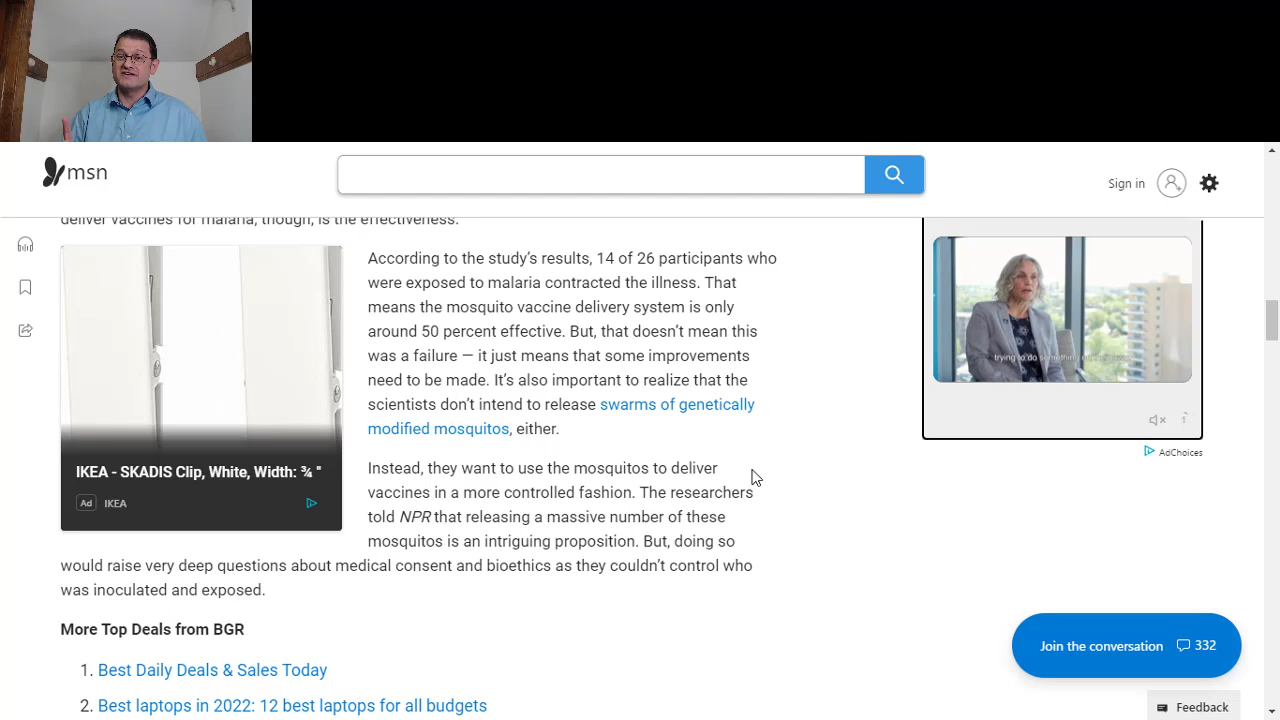 msn
Sign in
deliver vaccines for malaria, though, is the effectiveness.
According to the study's results, 14 of 26 participants who
were exposed to malaria contracted the illness. That
means the mosquito vaccine delivery system is only
around 50 percent effective. But, that doesn't mean this
was a failure — it just means that some improvements
need to be made. It's also important to realize that the
scientists don't intend to release swarms of genetically
modified mosquitos, either.
IKEA - SKADIS Clip, White, Width: ¾ "
Ad IKEA
Instead, they want to use the mosquitos to deliver
vaccines in a more controlled fashion. The researchers
told NPR that releasing a massive number of these
mosquitos is an intriguing proposition. But, doing so
would raise very deep questions about medical consent and bioethics as they couldn't control who
was inoculated and exposed.
More Top Deals from BGR
1. Best Daily Deals & Sales Today
2. Best laptops in 2022: 12 best laptops for all budgets
trying to do something
AdChoices
Join the conversation 332
Feedback